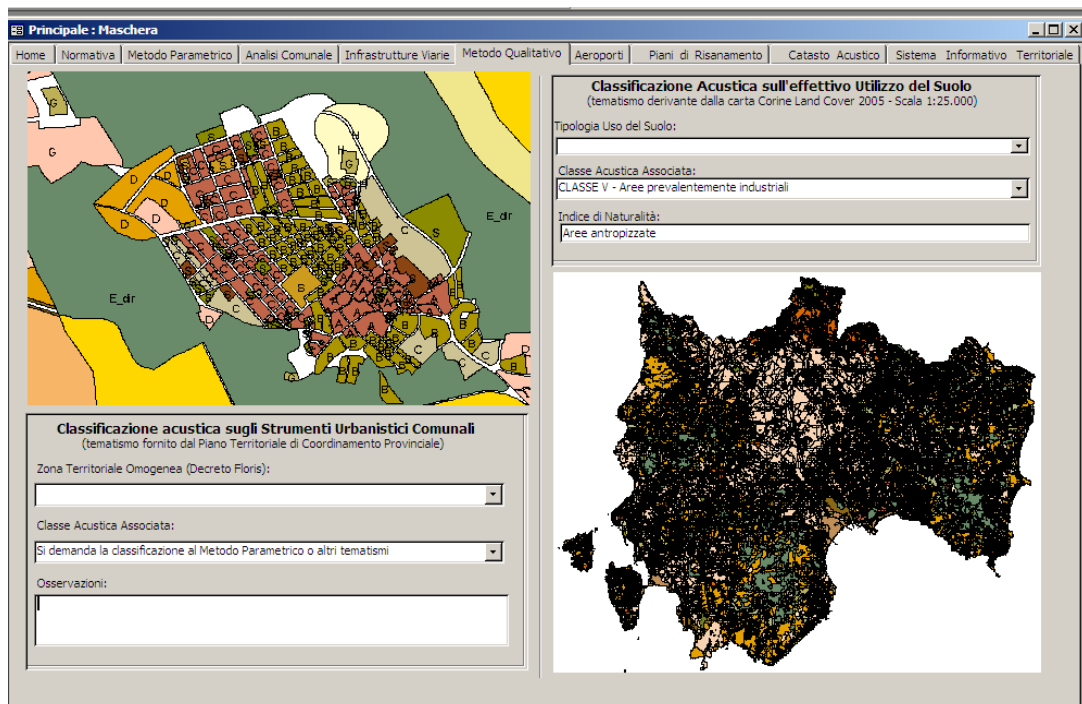 Principale : Maschera
Home Normativa Metodo Parametrico Analisi Comunale Infrastrutture Viarie Metodo Qualitativo Aeroporti Piani di Risanamento Catasto Acustico Sistema Informativo Territoriale
G
G
D
D
D
D
H
H
G
E_dir
S
C
E_dir
Classificazione acustica sugli Strumenti Urbanistici Comunali
(tematismo fornito dal Piano Territoriale di Coordinamento Provinciale)
Zona Territoriale Omogenea (Decreto Floris):
Classe Acustica Associata:
Si demanda la classificazione al Metodo Parametrico o altri tematismi
Osservazioni:
Classificazione Acustica sull'effettivo Utilizzo del Suolo
(tematismo derivante dalla carta Corine Land Cover 2005 - Scala 1:25.000)
Tipologia Uso del Suolo:
Classe Acustica Associata:
CLASSE V - Aree prevalentemente industriali
Indice di Naturalità:
Aree antropizzate